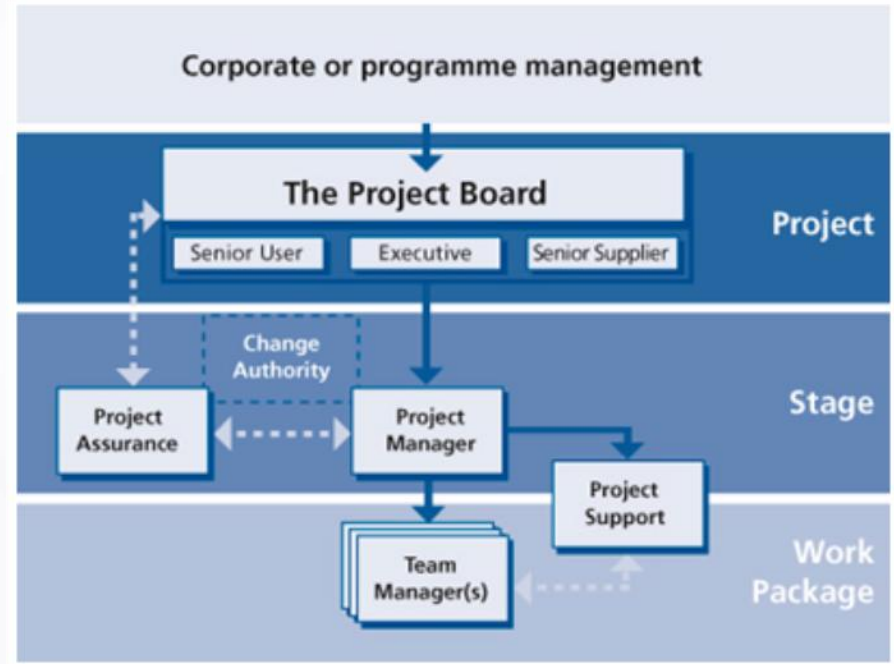 Corporate or programme management
The Project Board
Senior User
Executive
Senior Supplier
Project
Change
Authority
Project
Assurance
Project
Manager
Stage
Project
Support
Team
Manager(s)
Work
Package